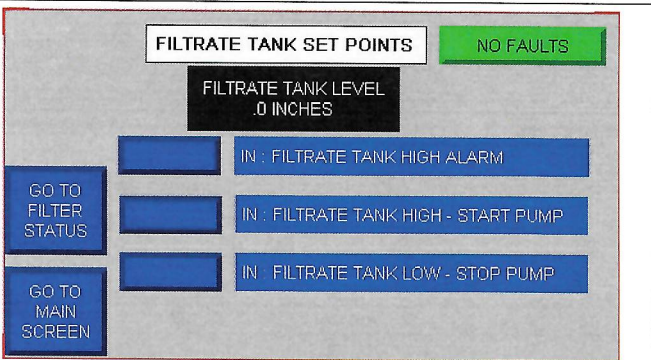 FILTRATE TANK SET POINTS
NO FAULTS
FILTRATE TANK LEVEL
.0 INCHES
IN : FILTRATE TANK HIGH ALARM
GO TO
FILTER
STATUS
IN : FILTRATE TANK HIGH - START PUMP
IN : FILTRATE TANK LOW - STOP PUMP
GO TO
MAIN
SCREEN